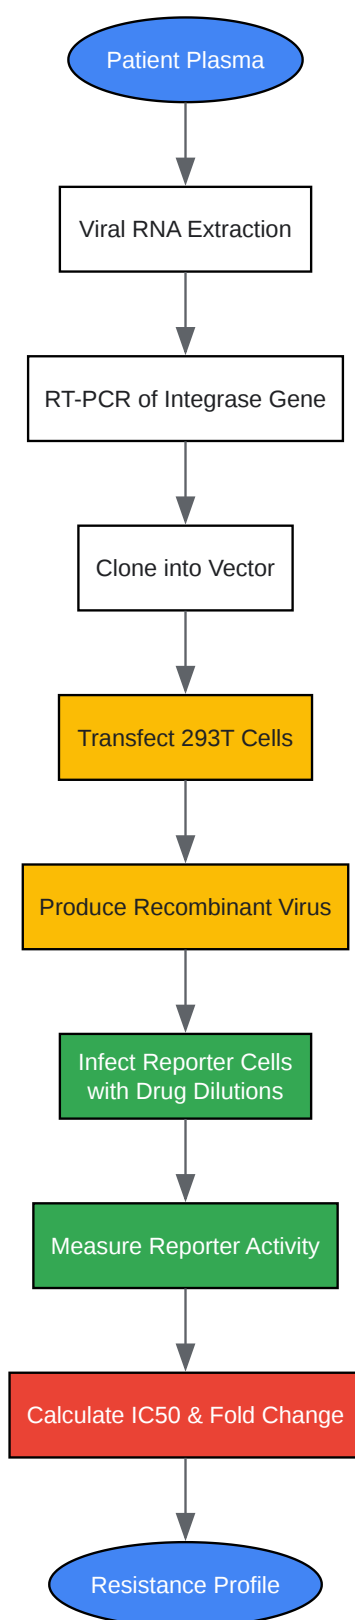 Patient Plasma
Viral RNA Extraction
RT-PCR of Integrase Gene
Clone into Vector
Transfect 293T Cells
Produce Recombinant Virus
Infect Reporter Cells
with Drug Dilutions
Measure Reporter Activity
Calculate IC50 & Fold Change
Resistance Profile